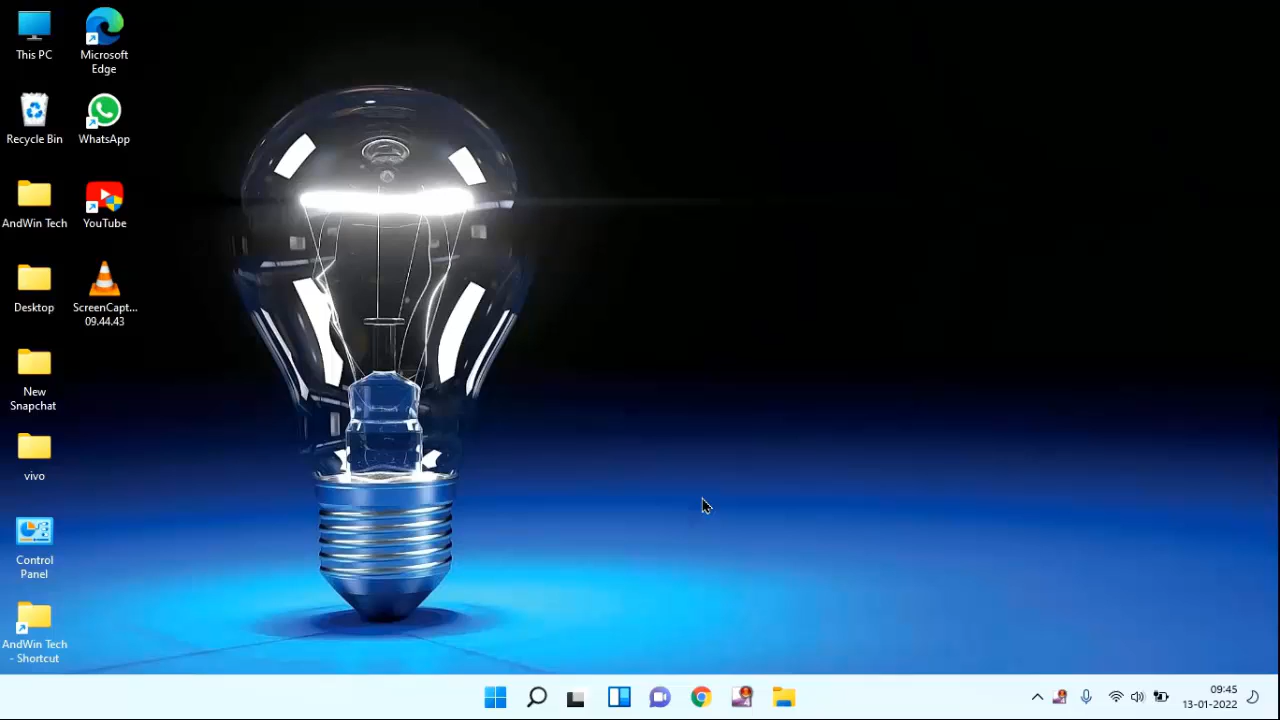 This PC
Microsoft
Edge
Recycle Bin
WhatsApp
AndWin Tech
YouTube
Desktop
ScreenCapt...
09.44.43
New
Snapchat
vivo
Control
Panel
AndWin Tech
- Shortcut
09:45
13-01-2022